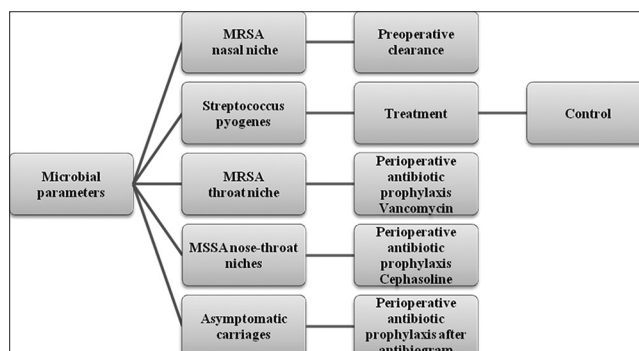 MRSA
nasal niche
Preoperative
clearance
Streptococcus
pyogenes
Treatment
Control
Microbial
parameters
MRSA
throat niche
Perioperative
antibiotic
prophylaxis
Vancomycin
MSSA nose-throat
niches
Perioperative
antibiotic
prophylaxis
Cephasoline
Asymptomatic
carriages
Perioperative
antibiotic
prophylaxis after
antibiogram